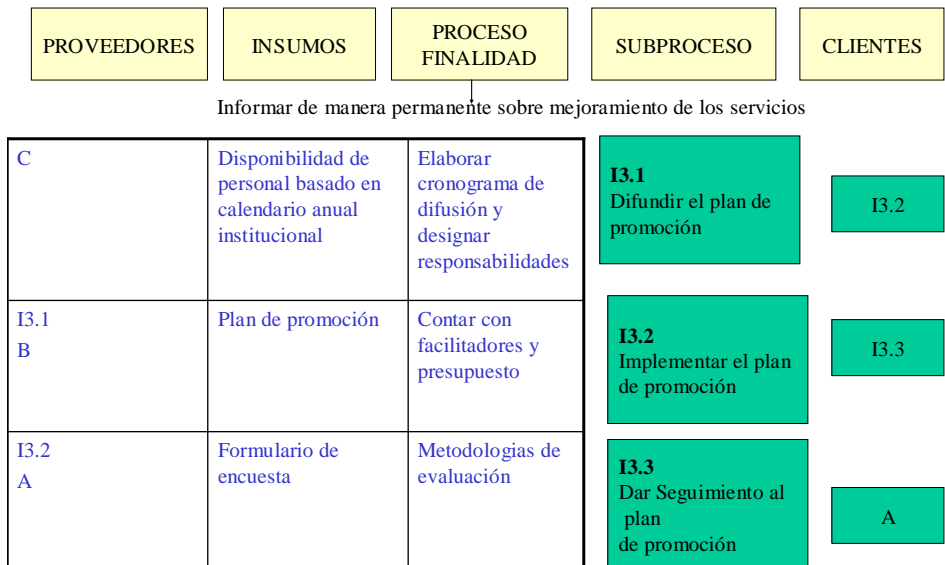 PROVEEDORES
INSUMOS
PROCESO
FINALIDAD
SUBPROCESO
CLIENTES
Informar de manera permanente sobre mejoramiento de los servicios
C
Disponibilidad de
personal basado en
calendario anual
institucional
Elaborar
cronograma de
difusión y
designar
responsabilidades
I3.1
Difundir el plan de
promoción
I3.2
I3.1
B
Plan de promoción
Contar con
facilitadores y
presupuesto
I3.2
Implementar el plan
de promoción
I3.3
I3.2
A
Formulario de
encuesta
Metodologias de
evaluación
I3.3
Dar Seguimiento al
plan
de promoción
A